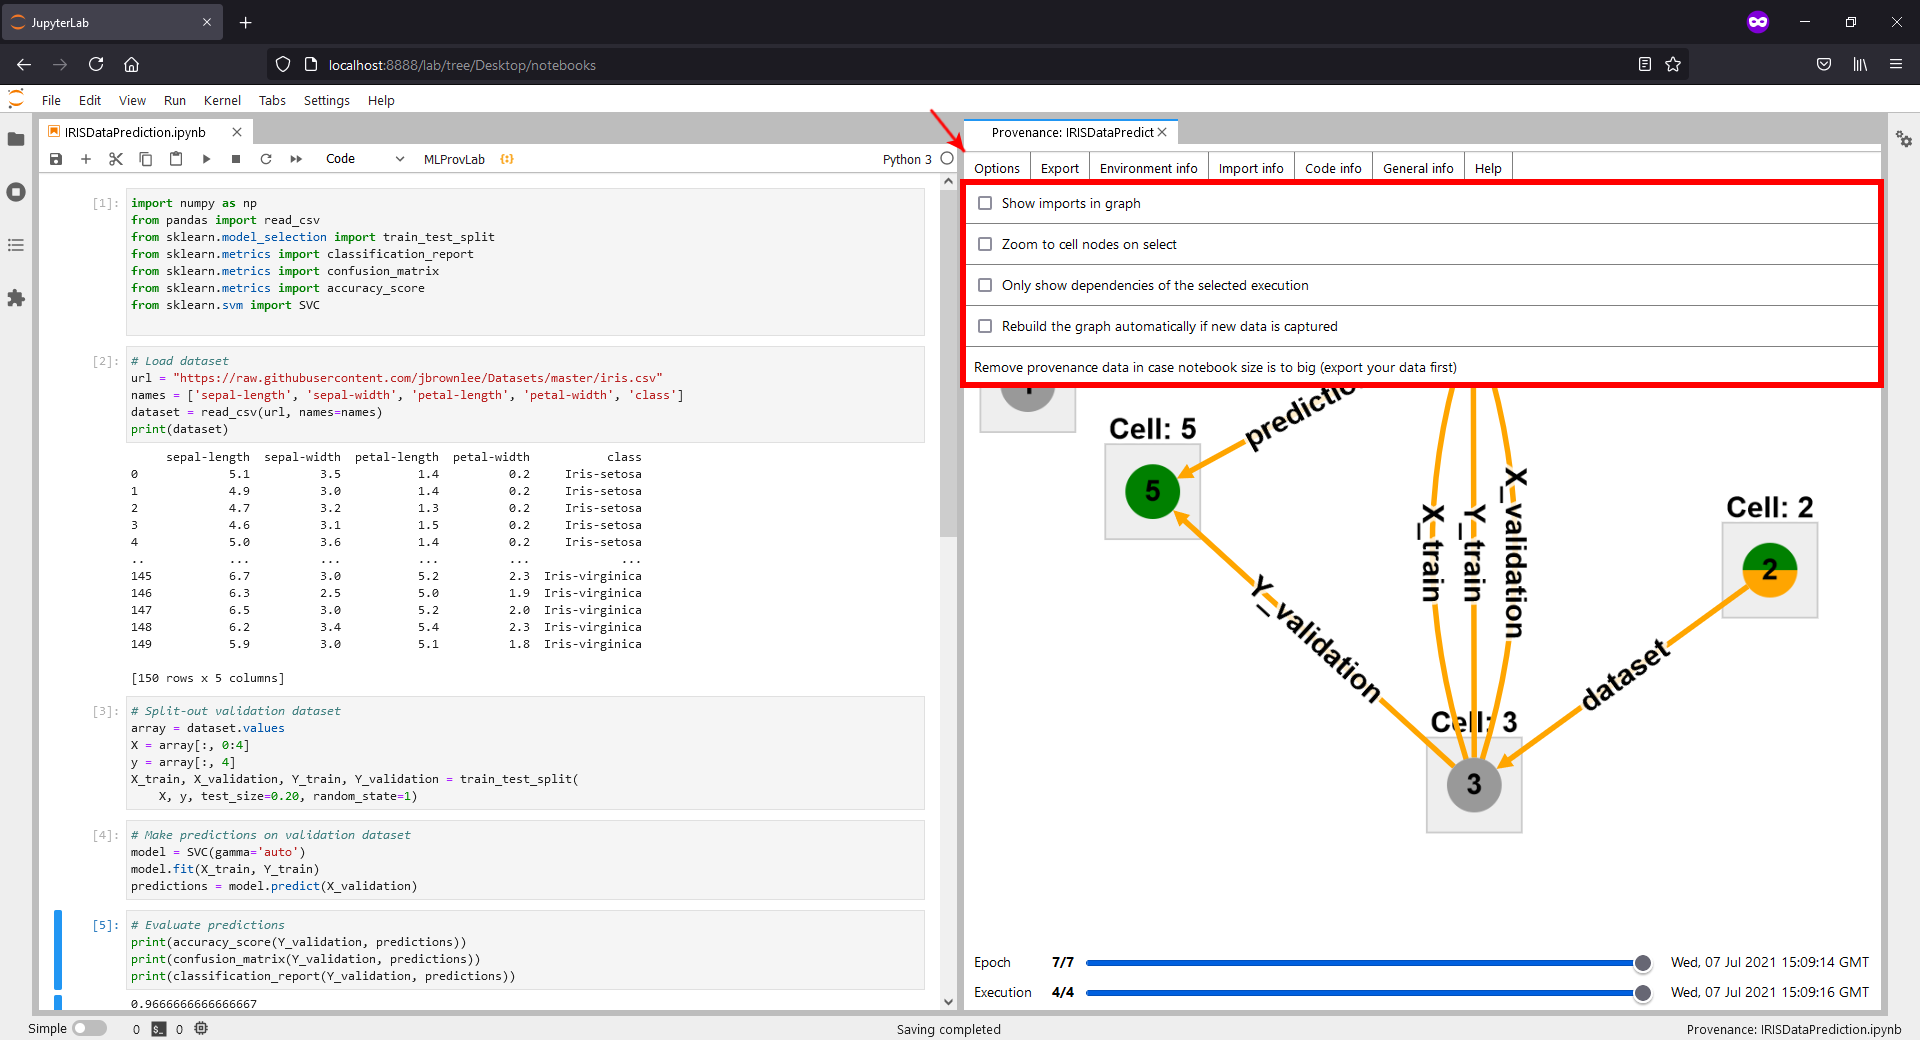 JupyterLab
localhost:8888/lab/tree/Desktop/notebooks
File Edit View Run Kernel Tabs Settings Help
IRISDataPrediction.ipynb
Code MLProvLab Python 3
[1]: import numpy as np
from pandas import read_csv
from sklearn.model_selection import train_test_split
from sklearn.metrics import classification_report
from sklearn.metrics import confusion_matrix
from sklearn.metrics import accuracy_score
from sklearn.svm import SVC
[2]: # Load dataset
url = "https://raw.githubusercontent.com/jbrownlee/Datasets/master/iris.csv"
names = ['sepal-length', 'sepal-width', 'petal-length', 'petal-width', 'class']
dataset = read_csv(url, names=names)
print(dataset)
sepal-length sepal-width petal-length petal-width class
0 5.1 3.5 1.4 0.2 Iris-setosa
1 4.9 3.0 1.4 0.2 Iris-setosa
2 4.7 3.2 1.3 0.2 Iris-setosa
3 4.6 3.1 1.5 0.2 Iris-setosa
4 5.0 3.6 1.4 0.2 Iris-setosa
.. ... ... ... ... ...
145 6.7 3.0 5.2 2.3 Iris-virginica
146 6.3 2.5 5.0 1.9 Iris-virginica
147 6.5 3.0 5.2 2.0 Iris-virginica
148 6.2 3.4 5.4 2.3 Iris-virginica
149 5.9 3.0 5.1 1.8 Iris-virginica
[150 rows x 5 columns]
[3]: # Split-out validation dataset
array = dataset.values
X = array[:, 0:4]
y = array[:, 4]
X_train, X_validation, Y_train, Y_validation = train_test_split(
X, y, test_size=0.20, random_state=1)
[4]: # Make predictions on validation dataset
model = SVC(gamma='auto')
model.fit(X_train, Y_train)
predictions = model.predict(X_validation)
[5]: # Evaluate predictions
print(accuracy_score(Y_validation, predictions))
print(confusion_matrix(Y_validation, predictions))
print(classification_report(Y_validation, predictions))
0.9666666666666667
Provenance: IRISDataPredict
Options Export Environment info Import info Code info General info Help
Show imports in graph
Zoom to cell nodes on select
Only show dependencies of the selected execution
Rebuild the graph automatically if new data is captured
Remove provenance data in case notebook size is to big (export your data first)
Cell: 5
5
predictio
X_train
Y_train
X_validation
Cell: 2
2
Y_validation
dataset
Cell: 3
3
Epoch 7/7 Wed, 07 Jul 2021 15:09:14 GMT
Execution 4/4 Wed, 07 Jul 2021 15:09:16 GMT
Simple 0 0 Saving completed Provenance: IRISDataPrediction.ipynb